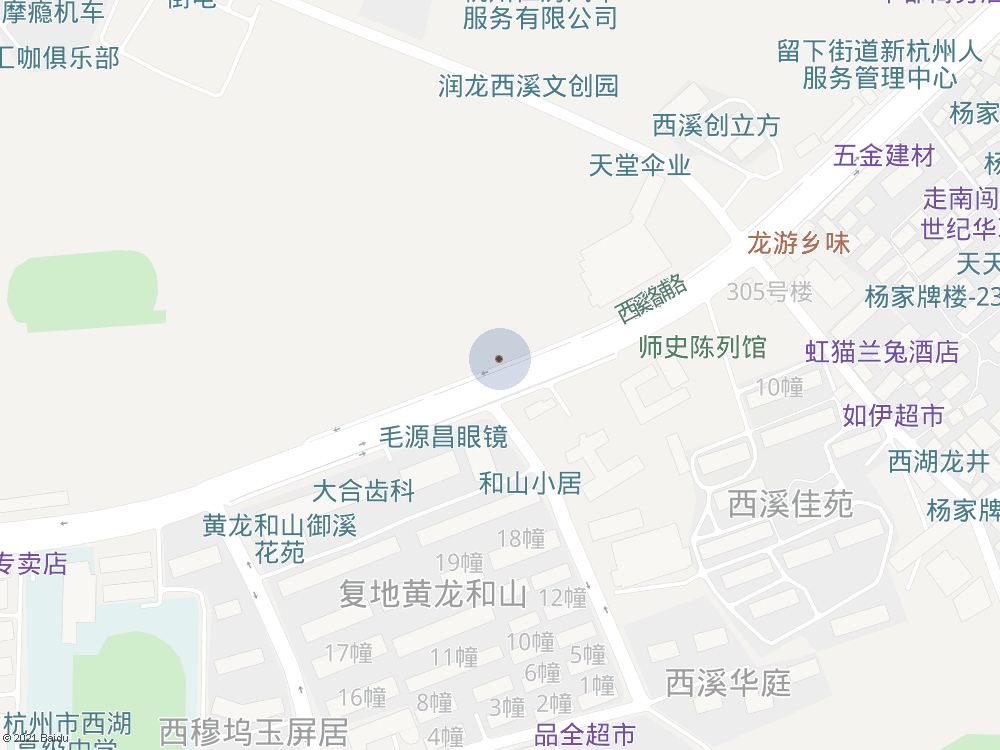 摩瘾机车
汇咖俱乐部
服务有限公司
润龙西溪文创园
留下街道新杭州人
服务管理中心
西溪创立方
杨家
五金建材
天堂伞业
杨
走南闯
世纪华
龙游乡味
天天
305号楼
杨家牌楼-23
西溪路
辅路
师史陈列馆
虹猫兰兔酒店
10幢
如伊超市
毛源昌眼镜
西湖龙井
和山小居
大合齿科
西溪佳苑
杨家牌
黄龙和山御溪
花苑
18幢
专卖店
19幢
复地黄龙和山
12幢
10幢
17幢
11幢
5幢
6幢
西溪华庭
1幢
16幢
8幢
2幢
3幢
杭州市西湖
高级中学
西穆坞玉屏居
4幢
品全超市
© 2021 Baidu